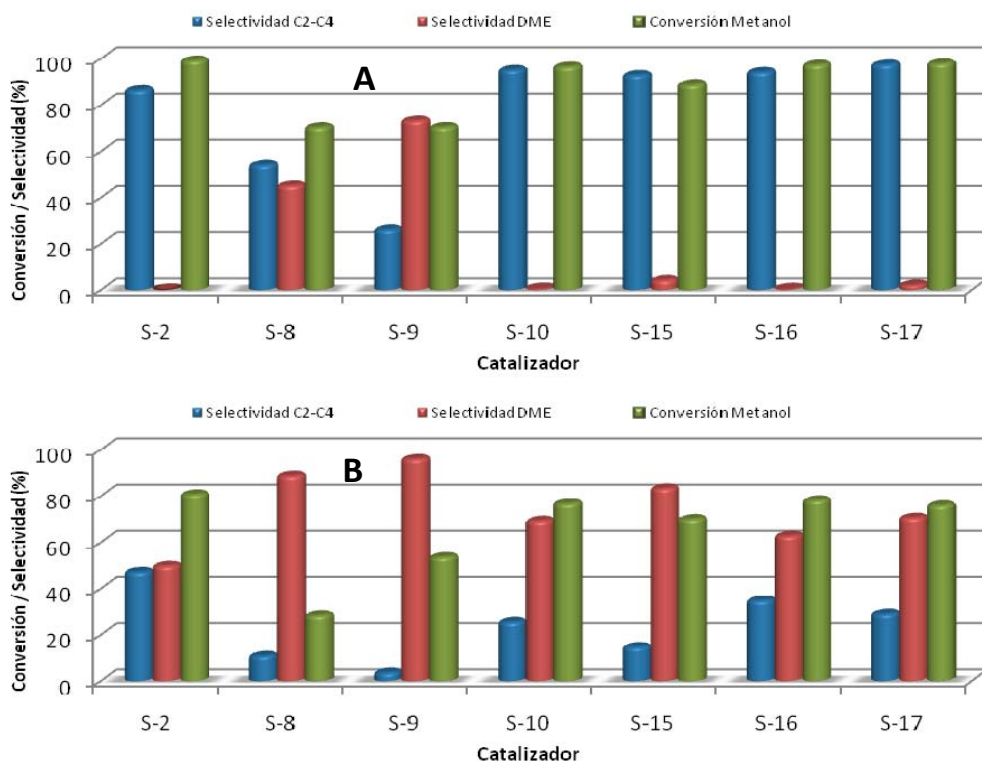 Selectividad C2-C4 Selectividad DME Conversión Metanol
A
Conversión / Selectividad (%)
100
80
60
40
20
0
S-2 S-8 S-9 S-10 S-15 S-16 S-17
Catalizador
Selectividad C2-C4 Selectividad DME Conversión Metanol
B
Conversión / Selectividad (%)
100
80
60
40
20
0
S-2 S-8 S-9 S-10 S-15 S-16 S-17
Catalizador